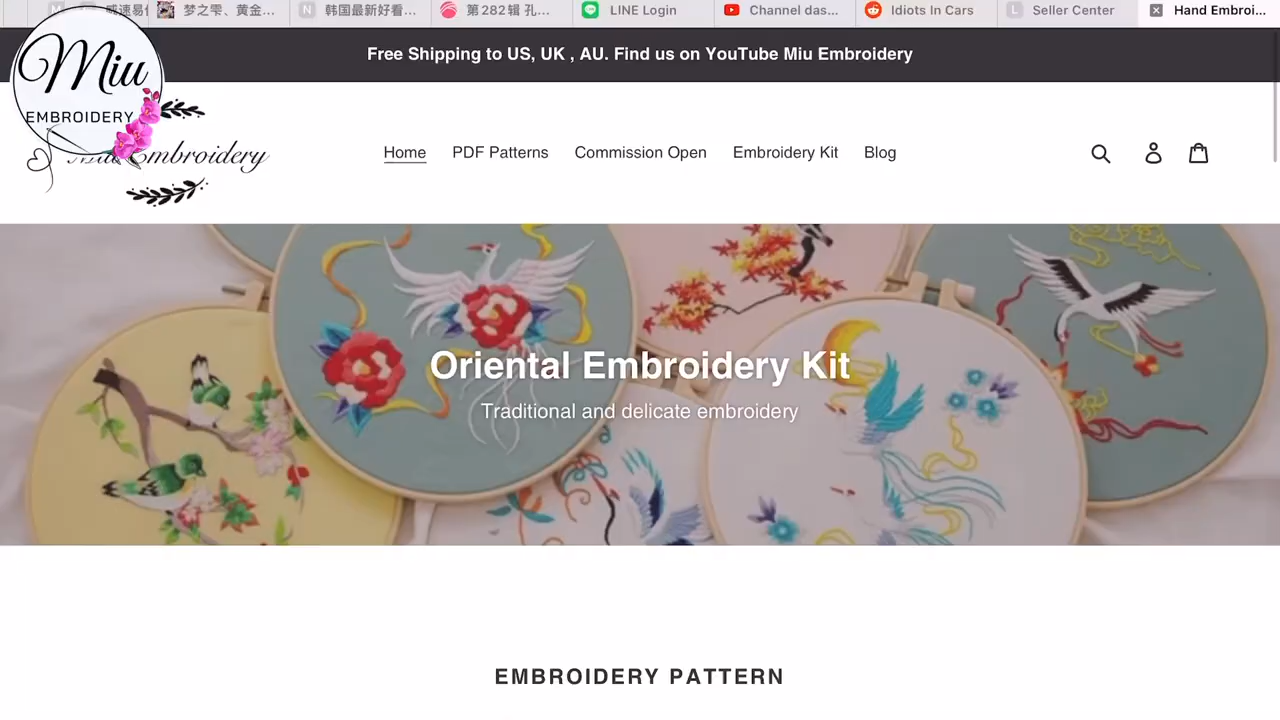 梦之雫、黄金...
韩国最新好看...
第282辑 孔...
LINE Login
Channel das...
Idiots In Cars
L
Seller Center
Hand Embroi...
Free Shipping to US, UK , AU. Find us on YouTube Miu Embroidery
Miu
EMBROIDERY
Embroidery
Home
PDF Patterns
Commission Open
Embroidery Kit
Blog
Oriental Embroidery Kit
Traditional and delicate embroidery
EMBROIDERY PATTERN